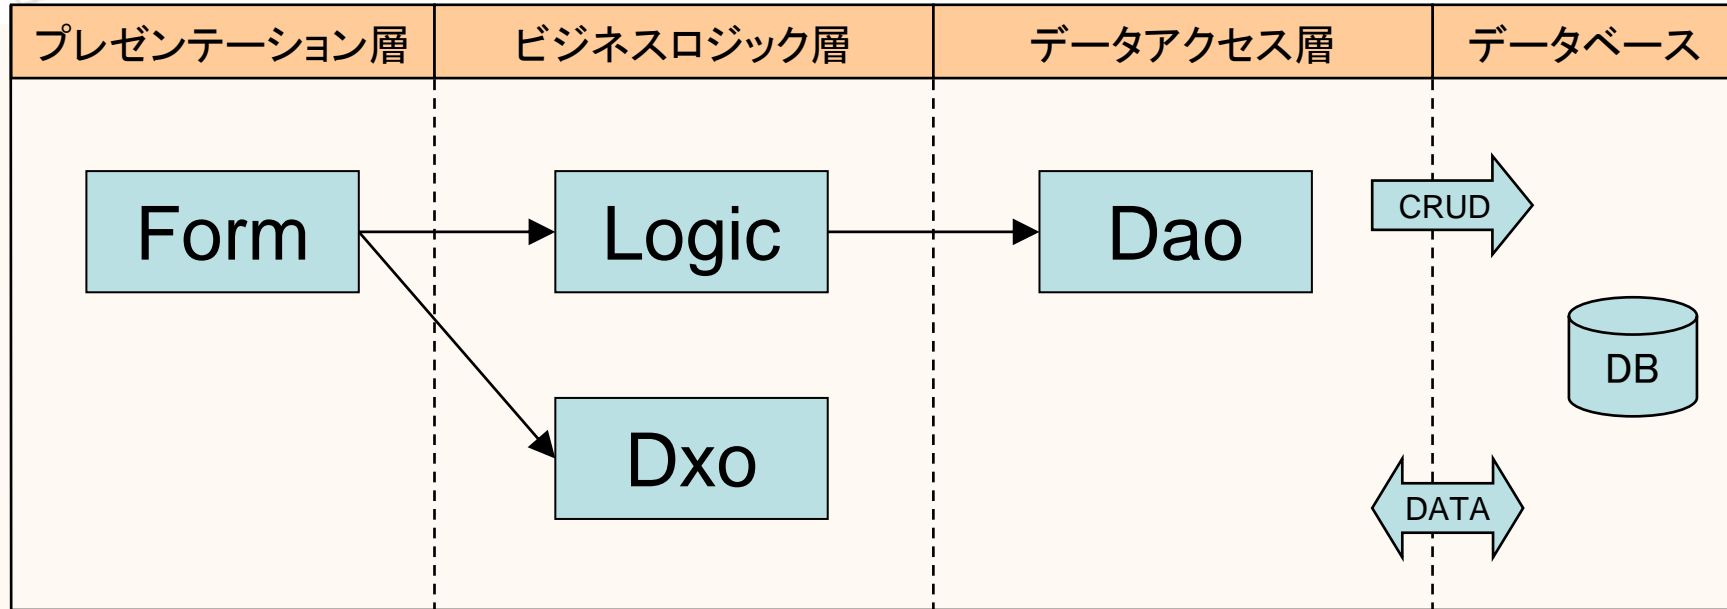 プレゼンテーション層
ビジネスロジック層
データアクセス層
データベース
Form
Logic
Dao
CRUD
DB
Dxo
DATA